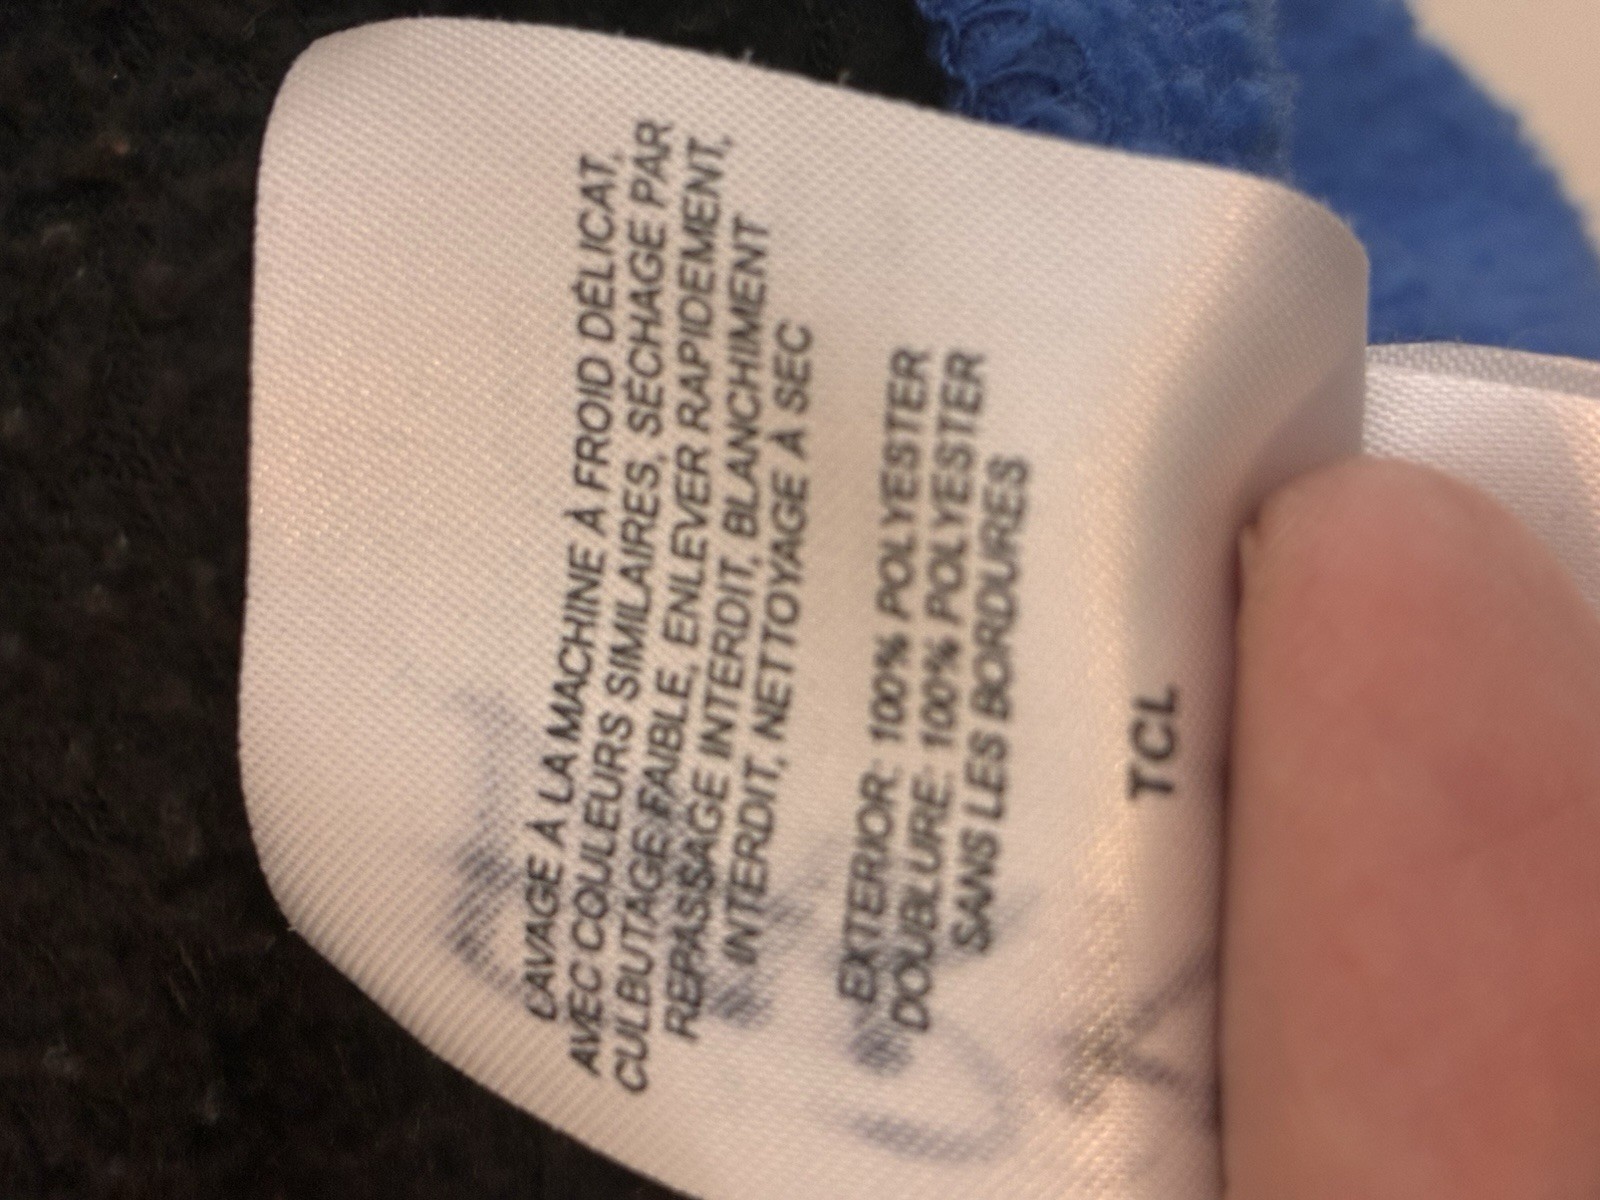 LAVAGE À LA MACHINE À FROID DÉLICAT,
AVEC COULEURS SIMILAIRES, SÉCHAGE PAR
CULBUTAGE FAIBLE, ENLEVER RAPIDEMENT,
REPASSAGE INTERDIT, BLANCHIMENT
INTERDIT, NETTOYAGE À SEC
EXTERIOR: 100% POLYESTER
DOUBLURE: 100% POLYESTER
SANS LES BORDURES
TCL